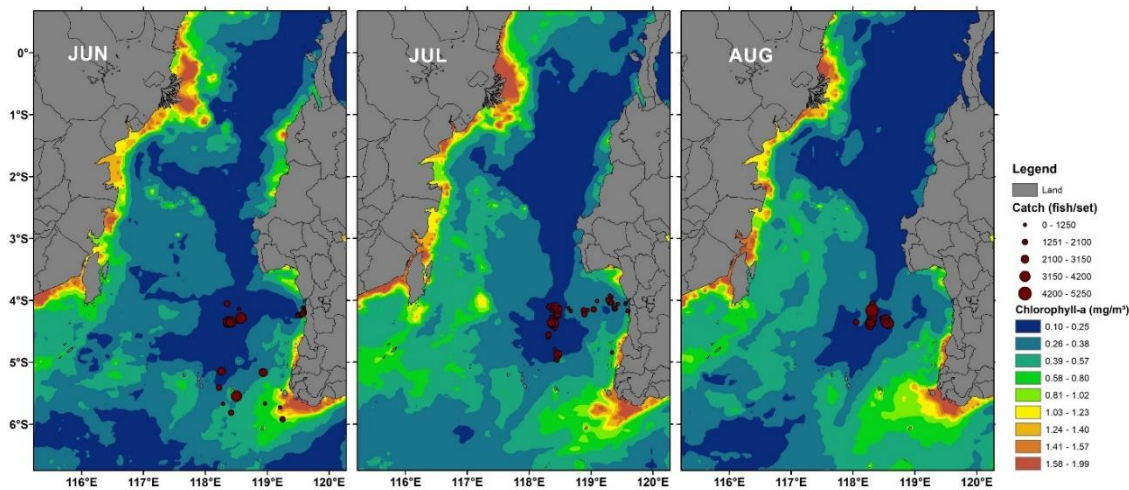 JUN
JUL
AUG
0°
1°S
2°S
3°S
4°S
5°S
6°S
116°E 117°E 118°E 119°E 120°E 116°E 117°E 118°E 119°E 120°E 116°E 117°E 118°E 119°E 120°E
Legend
Land
Catch (fish/set)
0 - 1250
1251 - 2100
2100 - 3150
3150 - 4200
4200 - 5250
Chlorophyll-a (mg/m³)
0.10 - 0.25
0.26 - 0.38
0.39 - 0.57
0.58 - 0.80
0.81 - 1.02
1.03 - 1.23
1.24 - 1.40
1.41 - 1.57
1.58 - 1.99